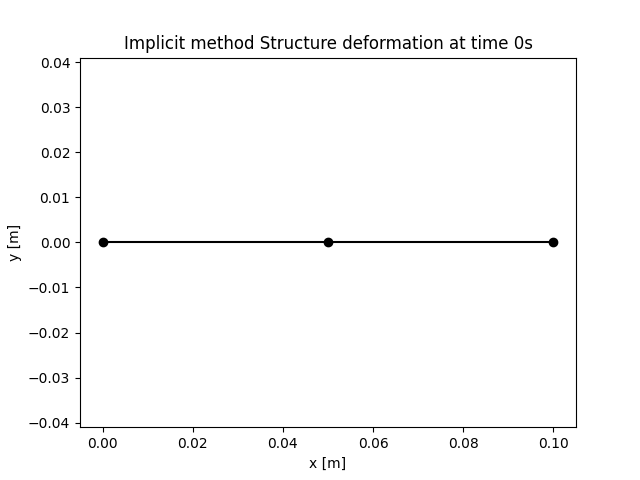 Implicit method Structure deformation at time 0s
0.04
0.03
0.02
0.01
0.00
−0.01
−0.02
−0.03
−0.04
y [m]
0.00 0.02 0.04 0.06 0.08 0.10
x [m]